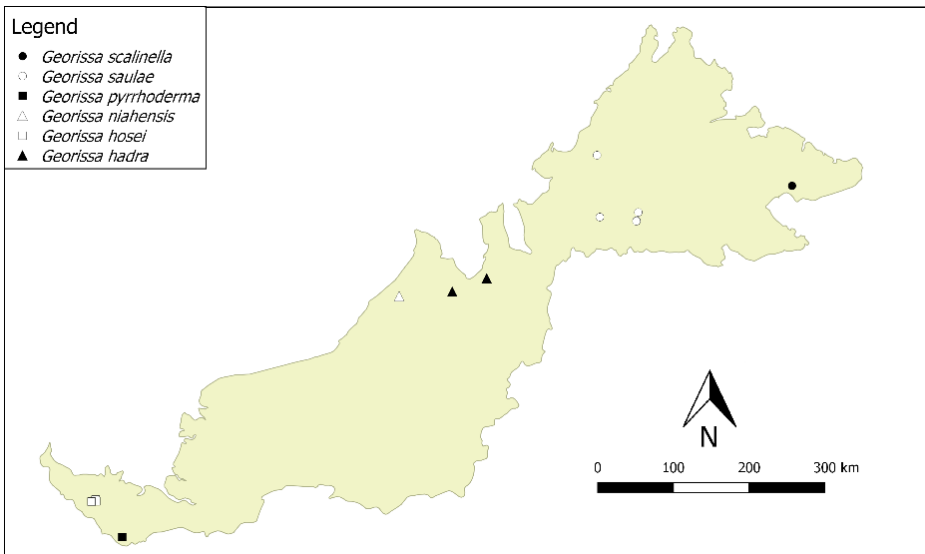 Legend
Georissa scalinella
Georissa saulae
Georissa pyrrhoderma
Georissa niahensis
Georissa hosei
Georissa hadra
N
0 100 200 300 km